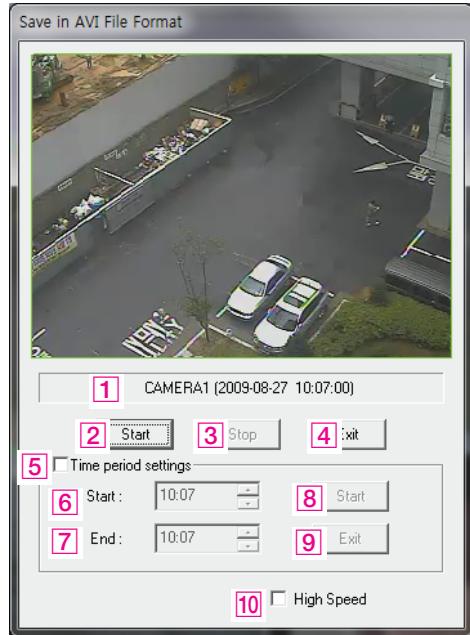 Save in AVI File Format
1 CAMERA1 (2009-08-27 10:07:00)
2 Start 3 Stop 4 xit
5 Time period settings
6 Start : 10:07 8 Start
7 End : 10:07 9 Exit
10 High Speed